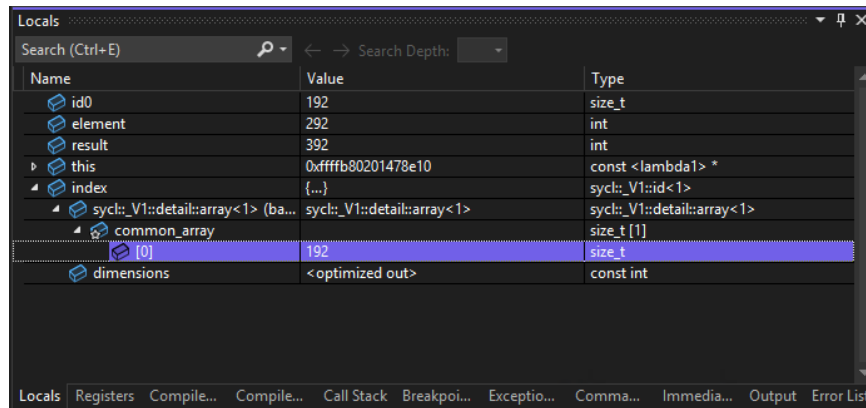 Locals
Search (Ctrl+E) Search Depth:
Name Value Type
id0 192 size_t
element 292 int
result 392 int
this 0xffffb80201478e10 const <lambda1> *
index {...} sycl::_V1::id<1>
sycl::_V1::detail::array<1> (ba... sycl::_V1::detail::array<1> sycl::_V1::detail::array<1>
common_array size_t [1]
[0] 192 size_t
dimensions <optimized out> const int
Locals Registers Compile... Compile... Call Stack Breakpoi... Exceptio... Comma... Immedia... Output Error Lis